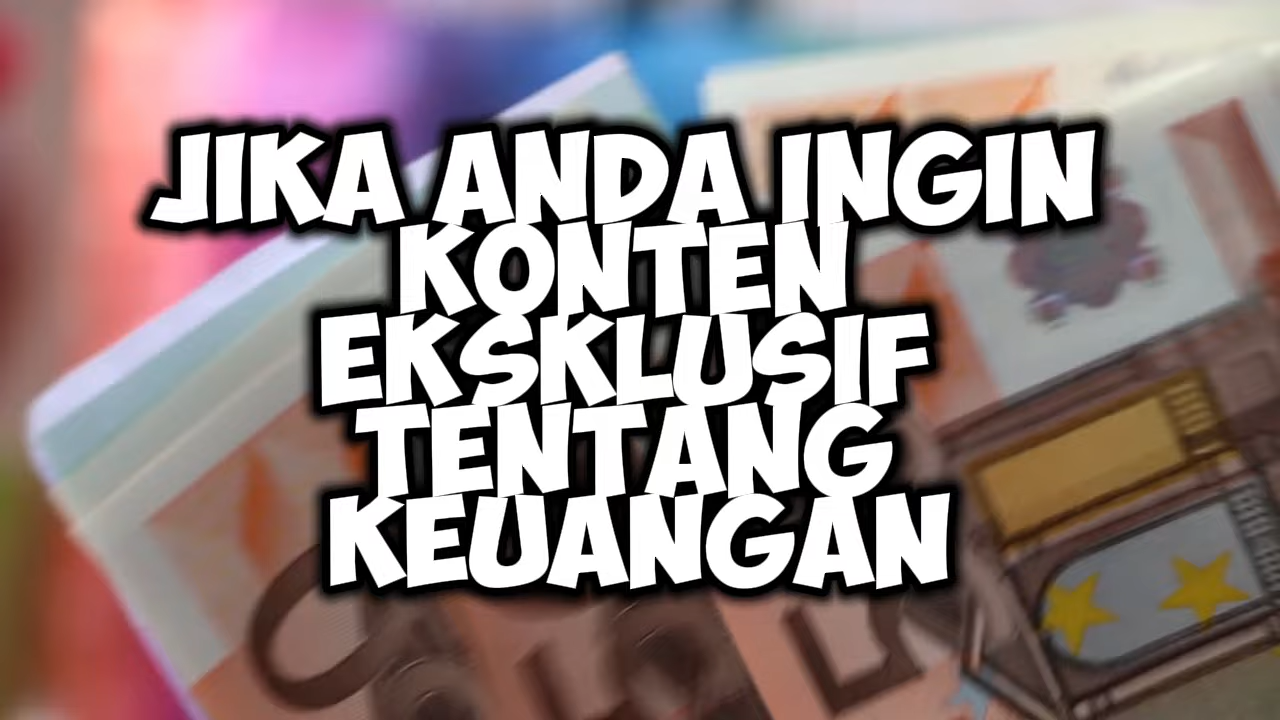 JIKA ANDA INGIN
KONTEN
EKSKLUSIF
TENTANG
KEUANGAN